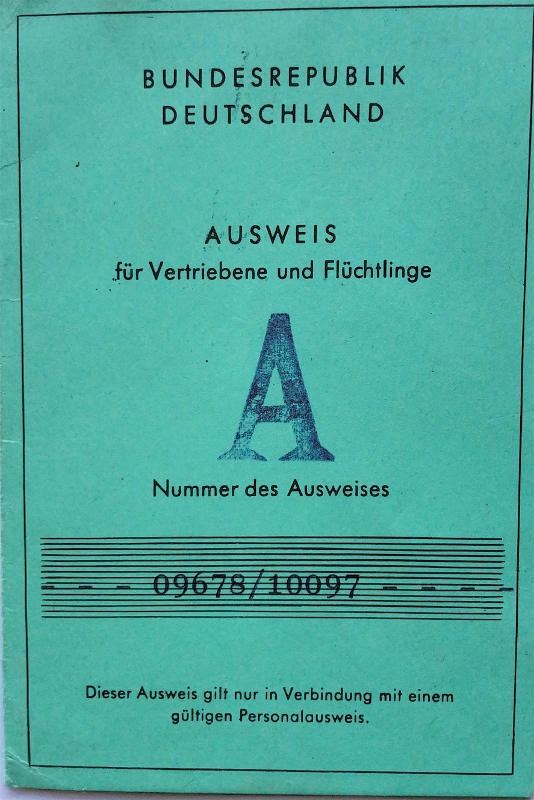 BUNDESREPUBLIK
DEUTSCHLAND
AUSWEIS
für Vertriebene und Flüchtlinge
A
Nummer des Ausweises
- - - 09678/10097 - - - -
Dieser Ausweis gilt nur in Verbindung mit einem
gültigen Personalausweis.